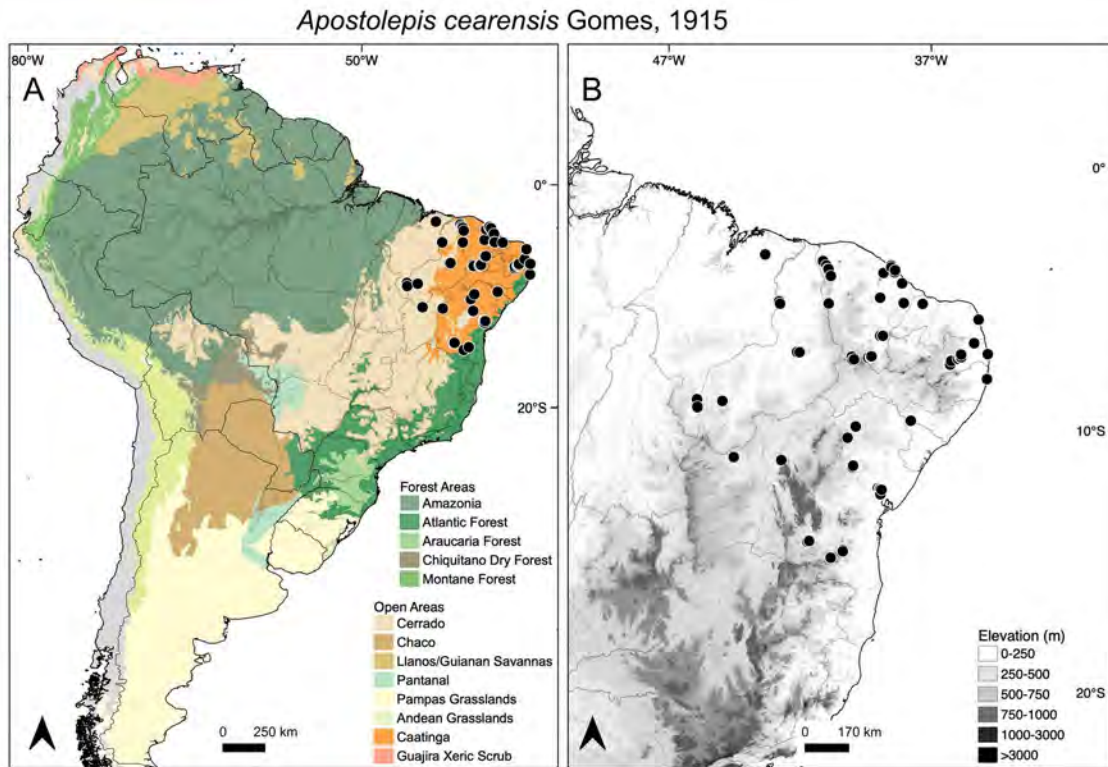 Apostolepis cearensis Gomes, 1915
A
80°W
50°W
0°
20°S
Forest Areas
Amazonia
Atlantic Forest
Araucaria Forest
Chiquitano Dry Forest
Montane Forest
Open Areas
Cerrado
Chaco
Llanos/Guianan Savannas
Pantanal
Pampas Grasslands
Andean Grasslands
Caatinga
Guajira Xeric Scrub
0 250 km
B
47°W
37°W
0°
10°S
20°S
Elevation (m)
0-250
250-500
500-750
750-1000
1000-3000
>3000
0 170 km